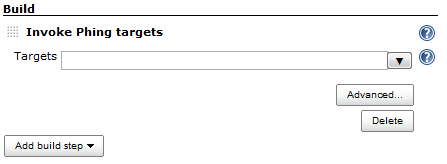 Build
Invoke Phing targets
Targets
Advanced...
Delete
Add build step